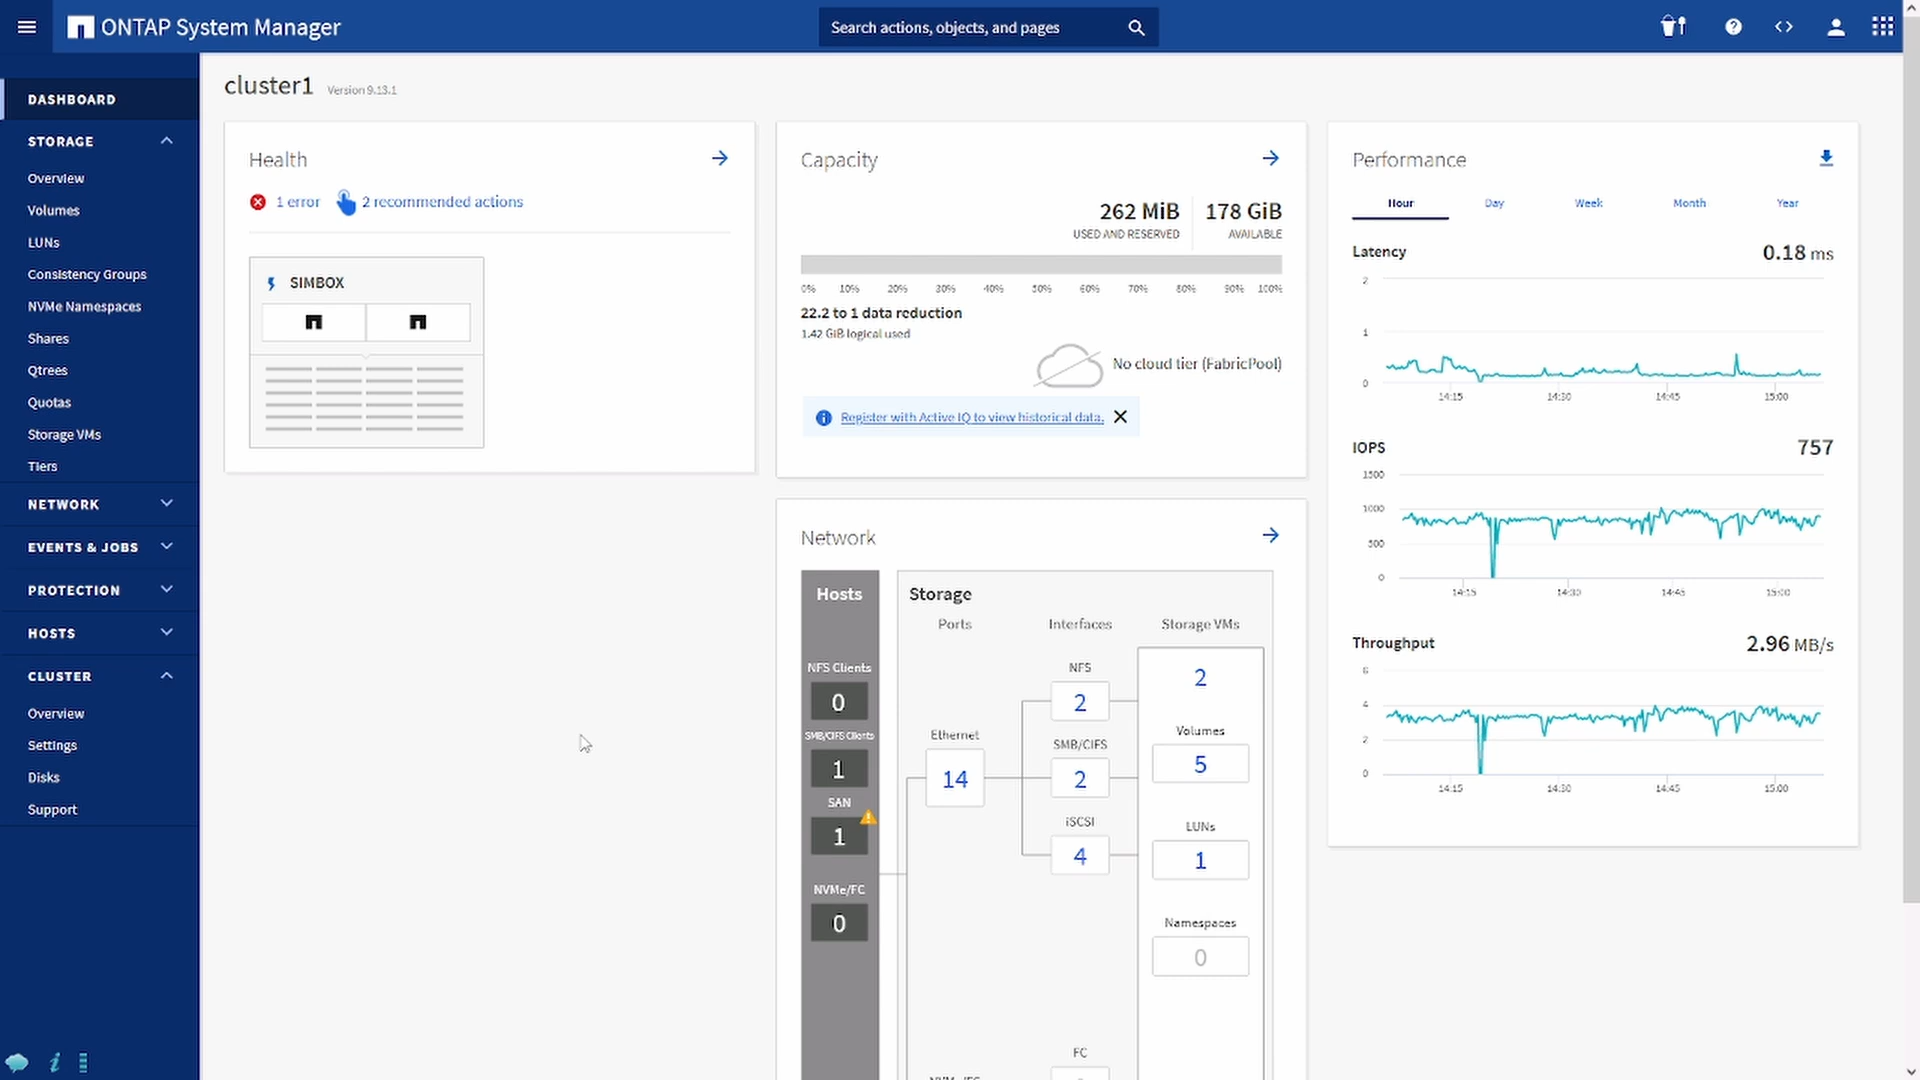 ONTAP System Manager
Search actions, objects, and pages
DASHBOARD
STORAGE
Overview
Volumes
LUNs
Consistency Groups
NVMe Namespaces
Shares
Qtrees
Quotas
Storage VMs
Tiers
NETWORK
EVENTS & JOBS
PROTECTION
HOSTS
CLUSTER
Overview
Settings
Disks
Support
cluster1 Version 9.13.1
Health
1 error 2 recommended actions
SIMBOX
Capacity
262 MiB 178 GiB
USED AND RESERVED AVAILABLE
0% 10% 20% 30% 40% 50% 60% 70% 80% 90% 100%
22.2 to 1 data reduction
1.42 GiB logical used
No cloud tier (FabricPool)
Register with Active IQ to view historical data.
Network
Hosts
NFS Clients
0
SMB/CIFS Clients
1
SAN
1
NVMe/FC
0
Storage
Ports Interfaces Storage VMs
Ethernet
14
NFS
2
SMB/CIFS
2
iSCSI
4
FC
NVMe/FC
2
Volumes
5
LUNs
1
Namespaces
0
Performance
Hour Day Week Month Year
Latency 0.18 ms
2
1
0
14:15 14:30 14:45 15:00
IOPS 757
1500
1000
500
0
14:15 14:30 14:45 15:00
Throughput 2.96 MB/s
6
4
2
0
14:15 14:30 14:45 15:00